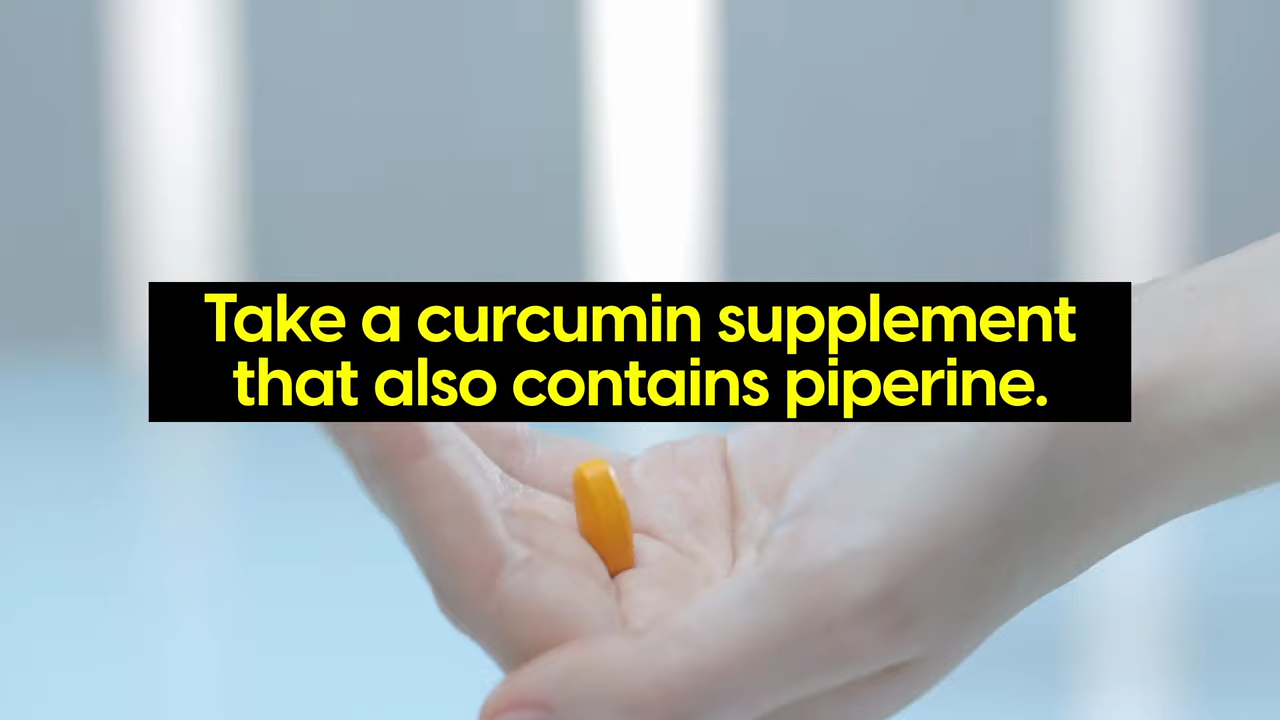 Take a curcumin supplement
that also contains piperine.